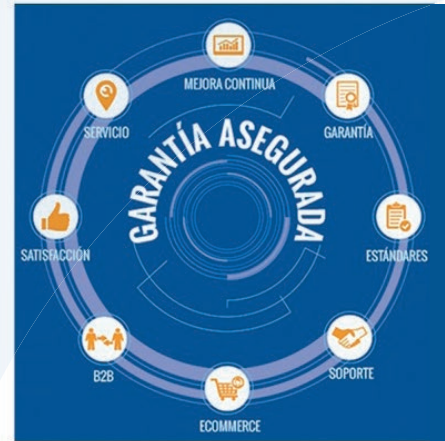 MEJORA CONTINUA
GARANTÍA
ESTÁNDARES
SOPORTE
ECOMMERCE
B2B
SATISFACCIÓN
SERVICIO
GARANTÍA ASEGURADA